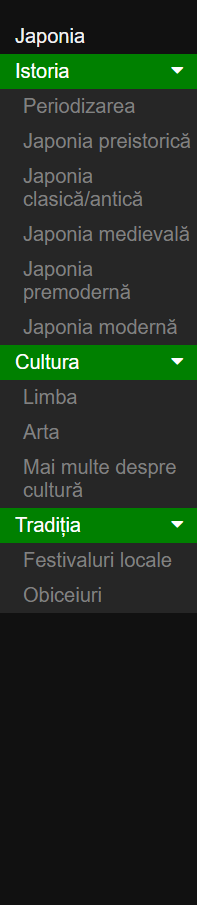 Japonia
Istoria
Periodizarea
Japonia preistorică
Japonia
clasică/antică
Japonia medievală
Japonia
premodernă
Japonia modernă
Cultura
Limba
Arta
Mai multe despre
cultură
Tradiția
Festivaluri locale
Obiceiuri